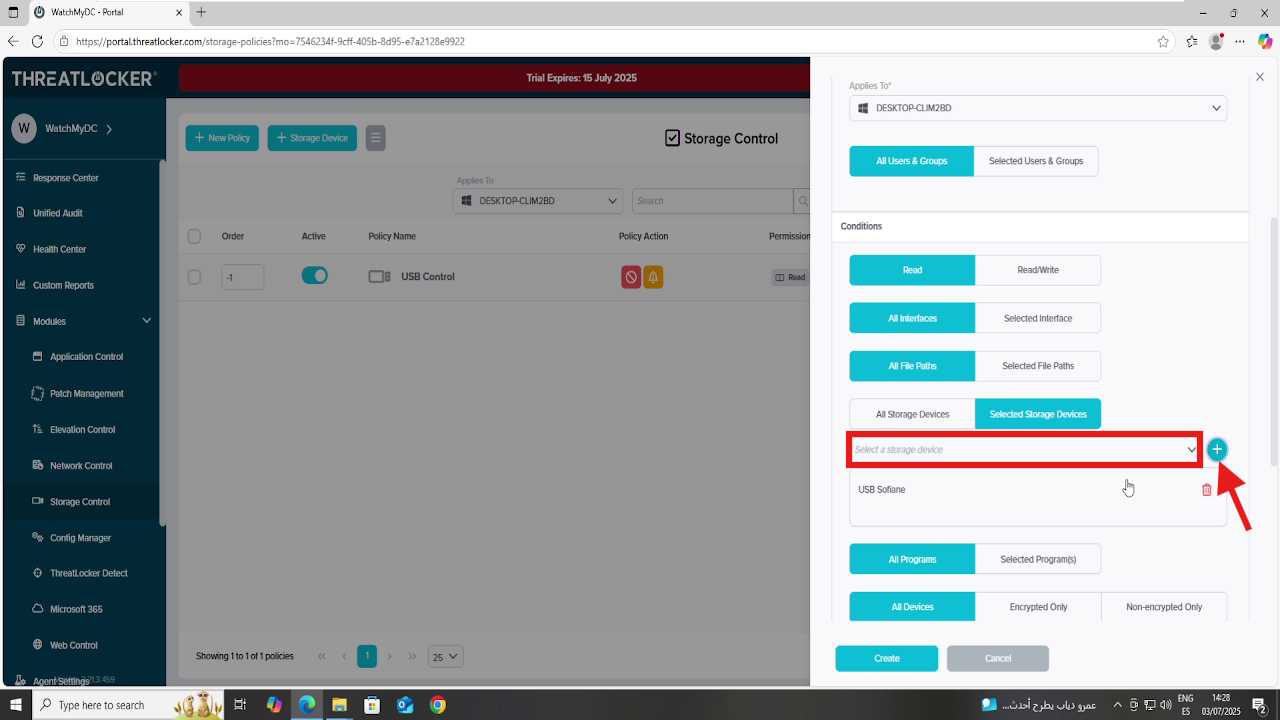 WatchMyDC - Portal
https://portal.threatlocker.com/storage-policies?mo=7546234f-9cff-405b-8d95-e7a2128e9922
THREATLOCKER
Trial Expires: 15 July 2025
W WatchMyDC
Response Center
Unified Audit
Health Center
Custom Reports
Modules
Application Control
Patch Management
Elevation Control
Network Control
Storage Control
Config Manager
ThreatLocker Detect
Microsoft 365
Web Control
Agent Settings
New Policy
Storage Device
Storage Control
Applies To
DESKTOP-CLIM2BD
Search
Order
Active
Policy Name
Policy Action
Permission
-1
USB Control
Read
Showing 1 to 1 of 1 policies
1
25
Applies To*
DESKTOP-CLIM2BD
All Users & Groups
Selected Users & Groups
Conditions
Read
Read/Write
All Interfaces
Selected Interface
All File Paths
Selected File Paths
All Storage Devices
Selected Storage Devices
Select a storage device
USB Sofiane
All Programs
Selected Program(s)
All Devices
Encrypted Only
Non-encrypted Only
Create
Cancel
Type here to search
Dow joins...
ENG
14:28
03/07/2025